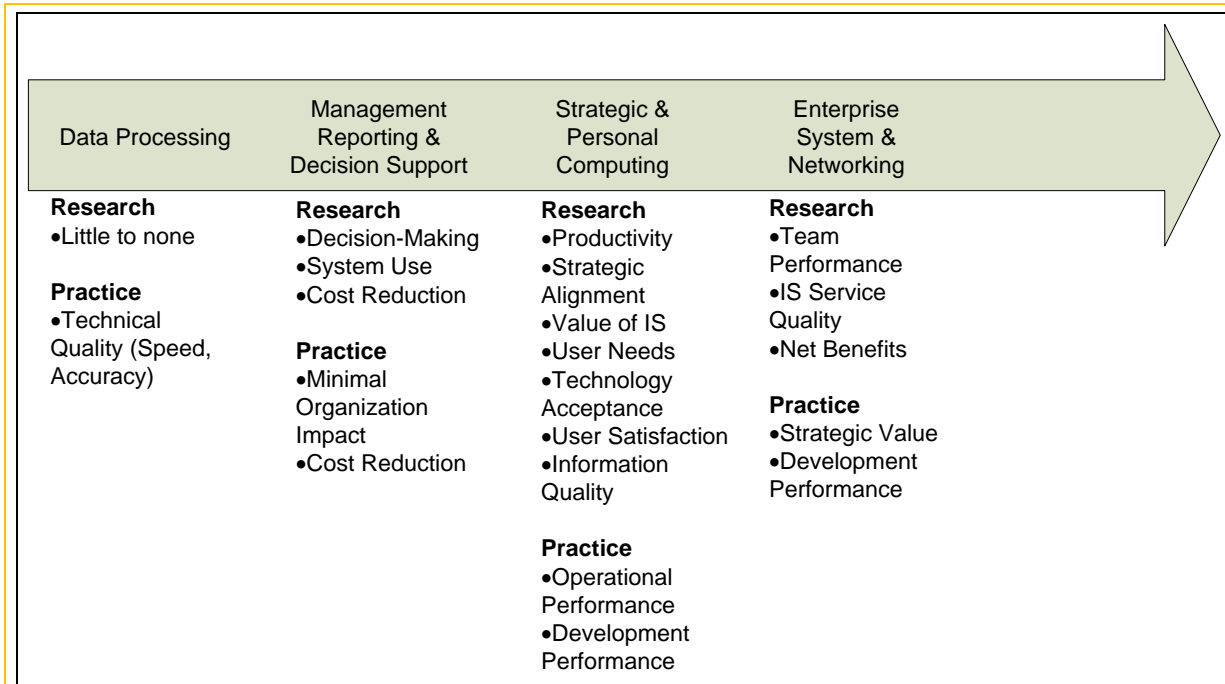 Data Processing
Management
Reporting &
Decision Support
Strategic &
Personal
Computing
Enterprise
System &
Networking
Research
•Little to none
Practice
•Technical
Quality (Speed,
Accuracy)
Research
•Decision-Making
•System Use
•Cost Reduction
Practice
•Minimal
Organization
Impact
•Cost Reduction
Research
•Productivity
•Strategic
Alignment
•Value of IS
•User Needs
•Technology
Acceptance
•User Satisfaction
•Information
Quality
Practice
•Operational
Performance
•Development
Performance
Research
•Team
Performance
•IS Service
Quality
•Net Benefits
Practice
•Strategic Value
•Development
Performance